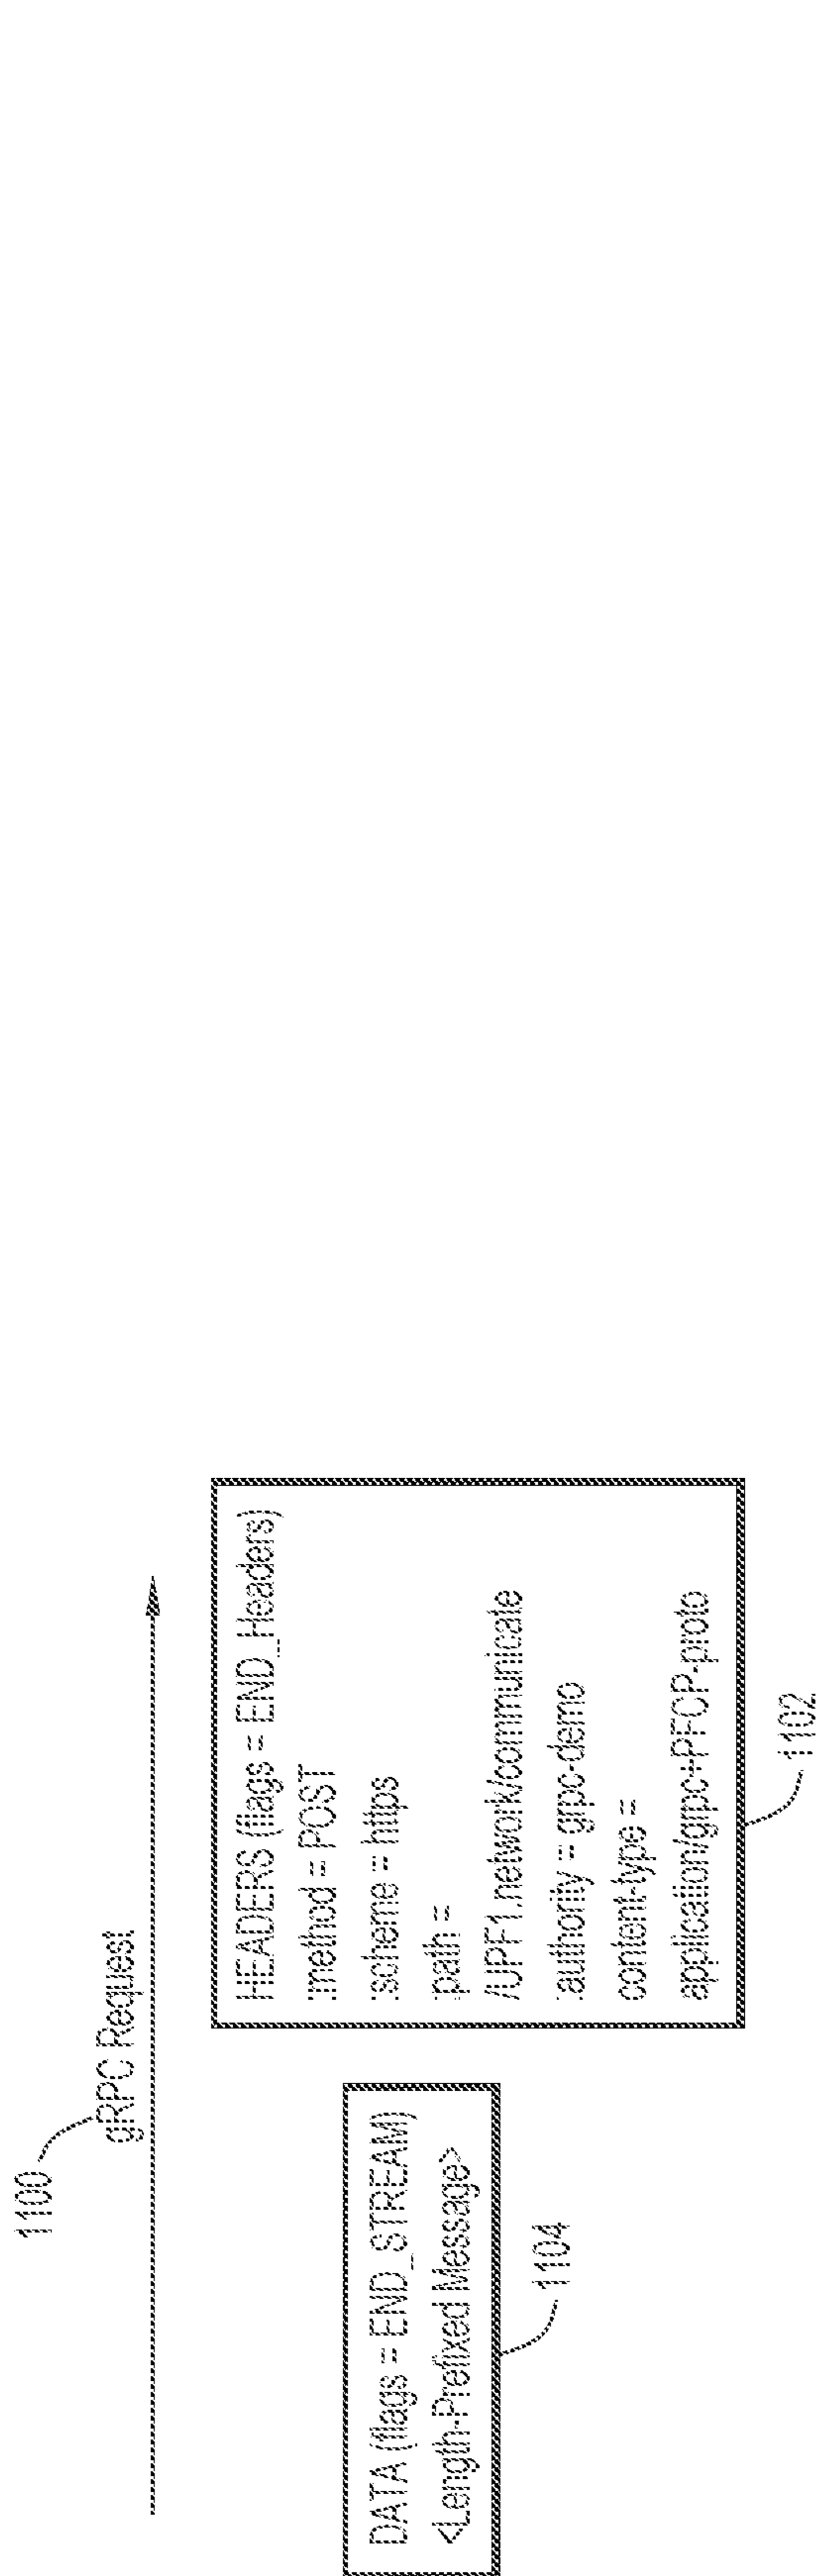 1100
gRPC Request
DATA (flags = END_STREAM)
<Length-Prefixed Message>
1104
HEADERS (flags = END_Headers)
:method = POST
:scheme = https
:path =
/UPF1.network/communicate
:authority = grpc-demo
content-type =
application/grpc+PFCP-proto
1102